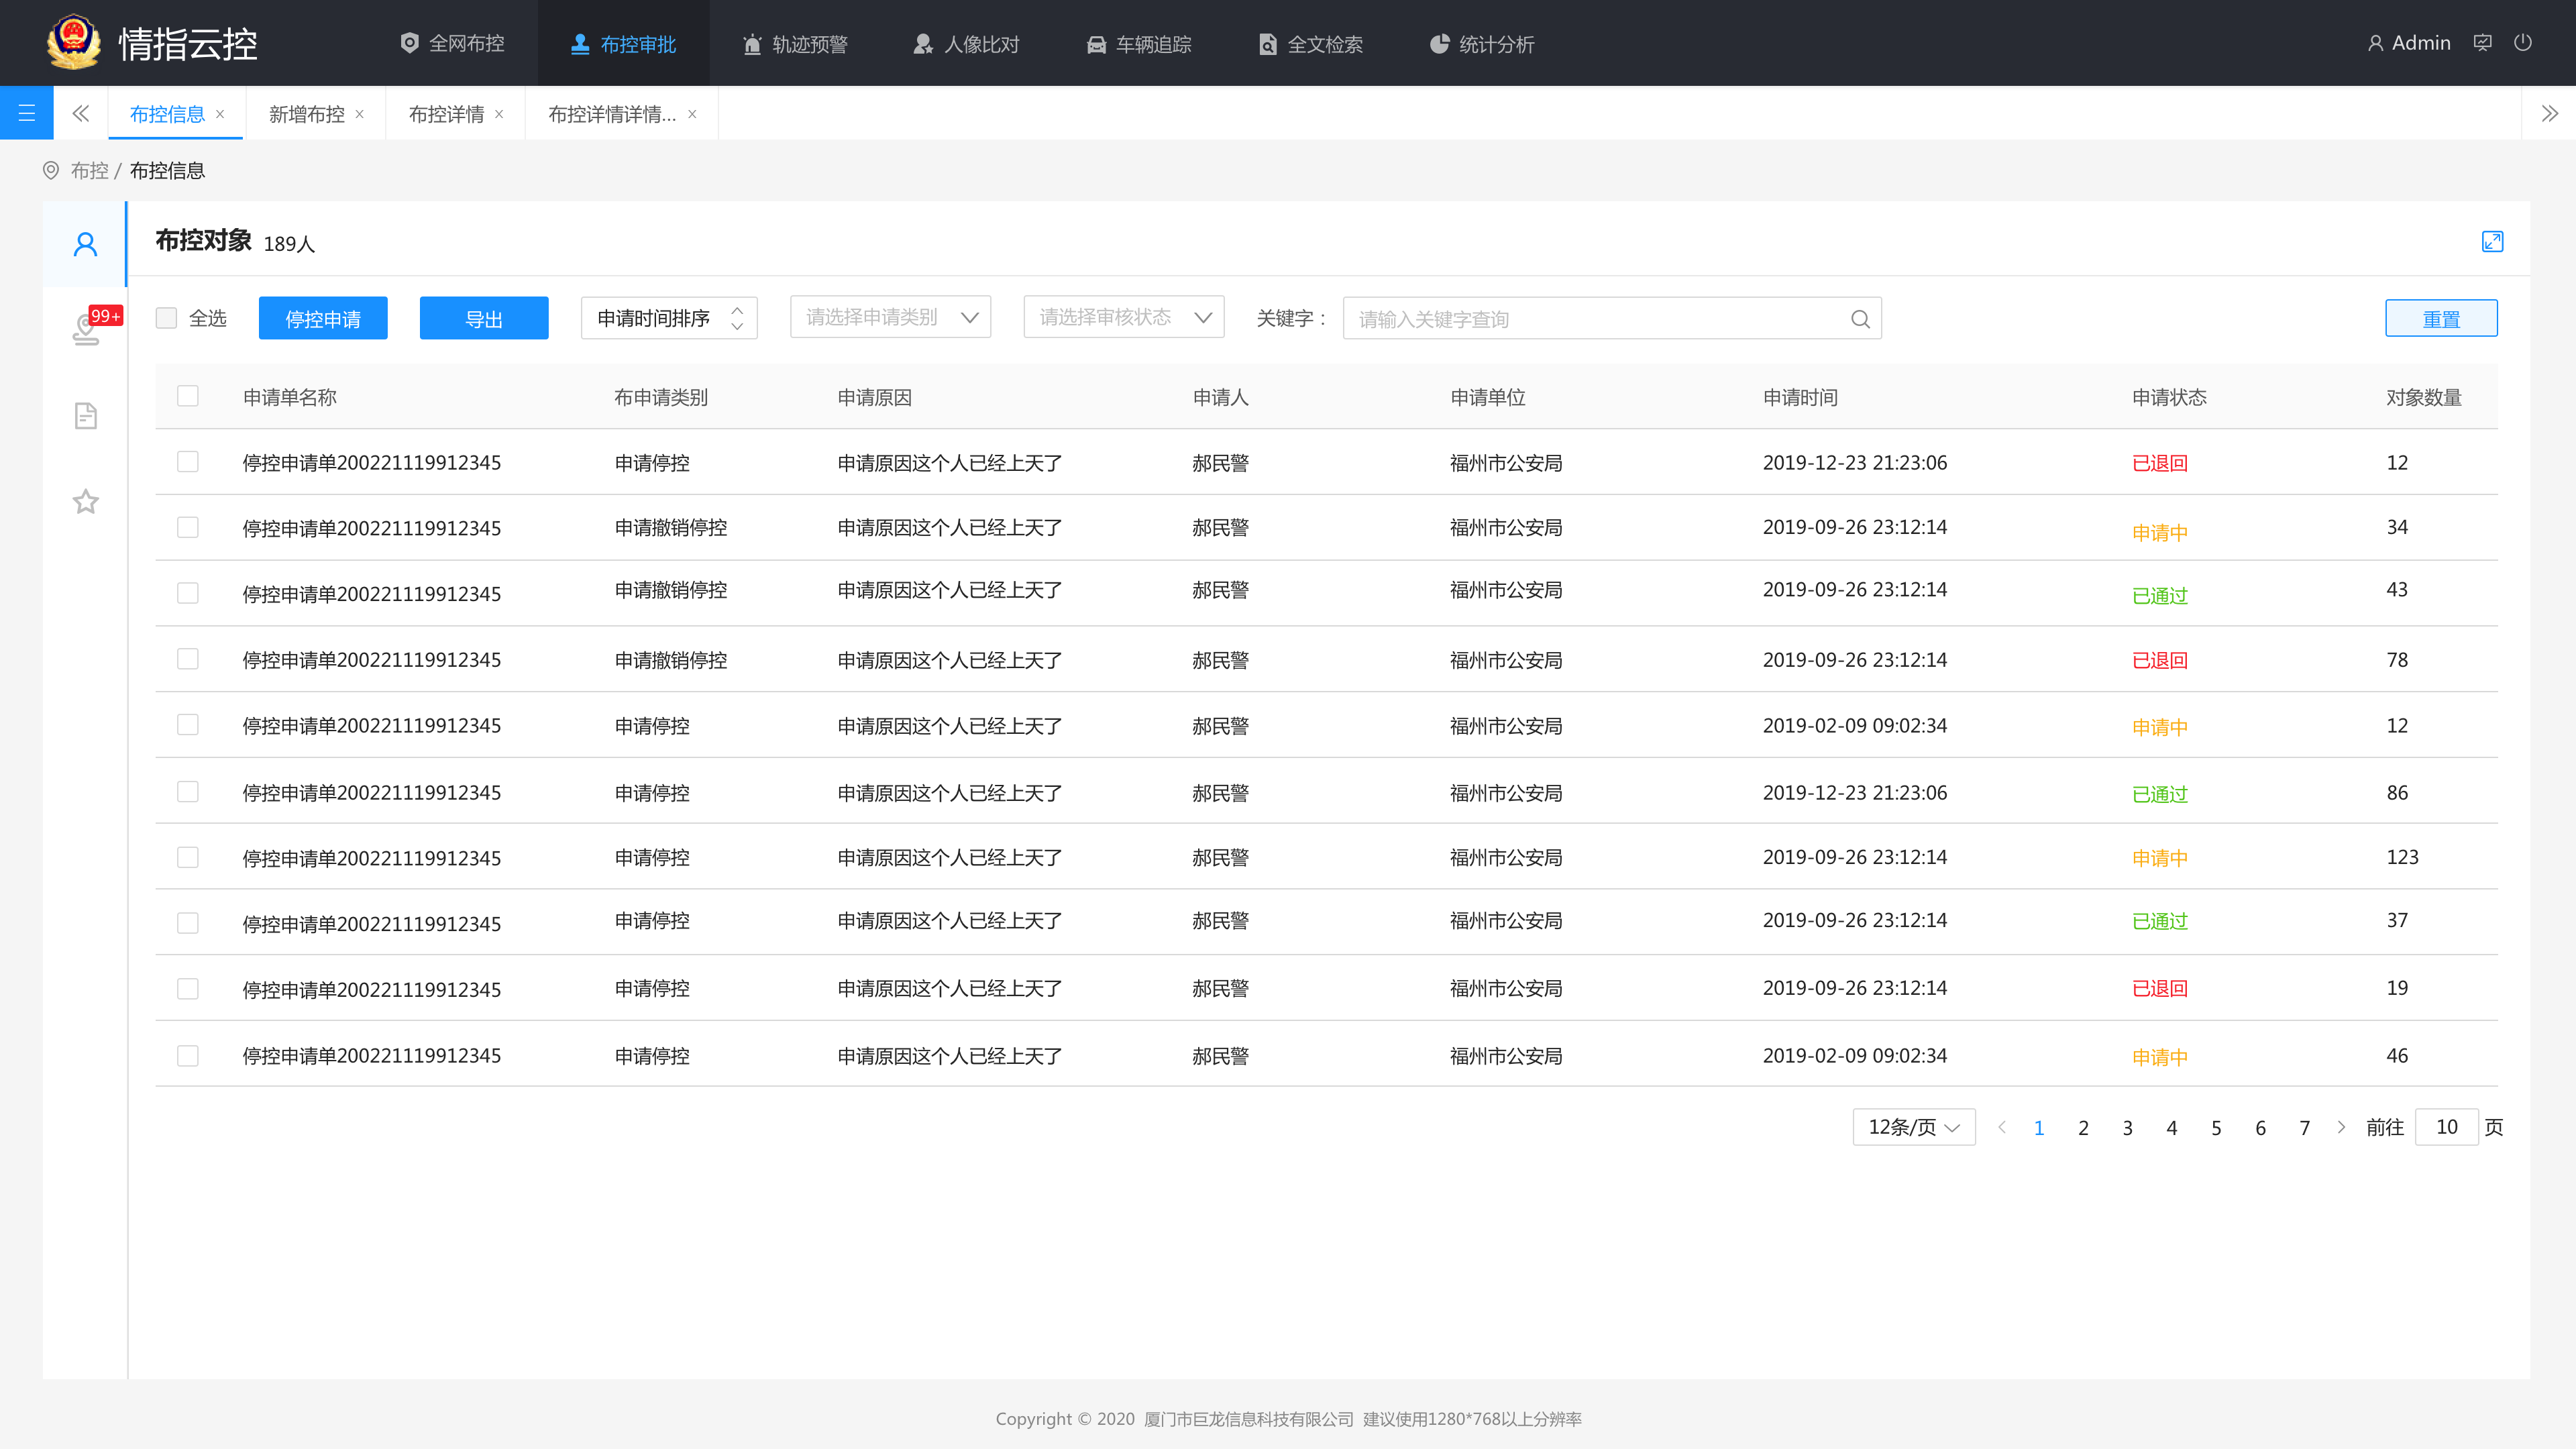 情指云控 全网布控 布控审批 轨迹预警 人像比对 车辆追踪 全文检索 统计分析 Admin
布控信息 × 新增布控 × 布控详情 × 布控详情详情... ×
布控 / 布控信息
布控对象 189人
99+
全选 停控申请 导出 申请时间排序 请选择申请类别 请选择审核状态 关键字： 请输入关键字查询 重置
申请单名称 布申请类别 申请原因 申请人 申请单位 申请时间 申请状态 对象数量
停控申请单200221119912345 申请停控 申请原因这个人已经上天了 郝民警 福州市公安局 2019-12-23 21:23:06 已退回 12
停控申请单200221119912345 申请撤销停控 申请原因这个人已经上天了 郝民警 福州市公安局 2019-09-26 23:12:14 申请中 34
停控申请单200221119912345 申请撤销停控 申请原因这个人已经上天了 郝民警 福州市公安局 2019-09-26 23:12:14 已通过 43
停控申请单200221119912345 申请撤销停控 申请原因这个人已经上天了 郝民警 福州市公安局 2019-09-26 23:12:14 已退回 78
停控申请单200221119912345 申请停控 申请原因这个人已经上天了 郝民警 福州市公安局 2019-02-09 09:02:34 申请中 12
停控申请单200221119912345 申请停控 申请原因这个人已经上天了 郝民警 福州市公安局 2019-12-23 21:23:06 已通过 86
停控申请单200221119912345 申请停控 申请原因这个人已经上天了 郝民警 福州市公安局 2019-09-26 23:12:14 申请中 123
停控申请单200221119912345 申请停控 申请原因这个人已经上天了 郝民警 福州市公安局 2019-09-26 23:12:14 已通过 37
停控申请单200221119912345 申请停控 申请原因这个人已经上天了 郝民警 福州市公安局 2019-09-26 23:12:14 已退回 19
停控申请单200221119912345 申请停控 申请原因这个人已经上天了 郝民警 福州市公安局 2019-02-09 09:02:34 申请中 46
12条/页 1 2 3 4 5 6 7 前往 10 页
Copyright © 2020 厦门市巨龙信息科技有限公司 建议使用1280*768以上分辨率